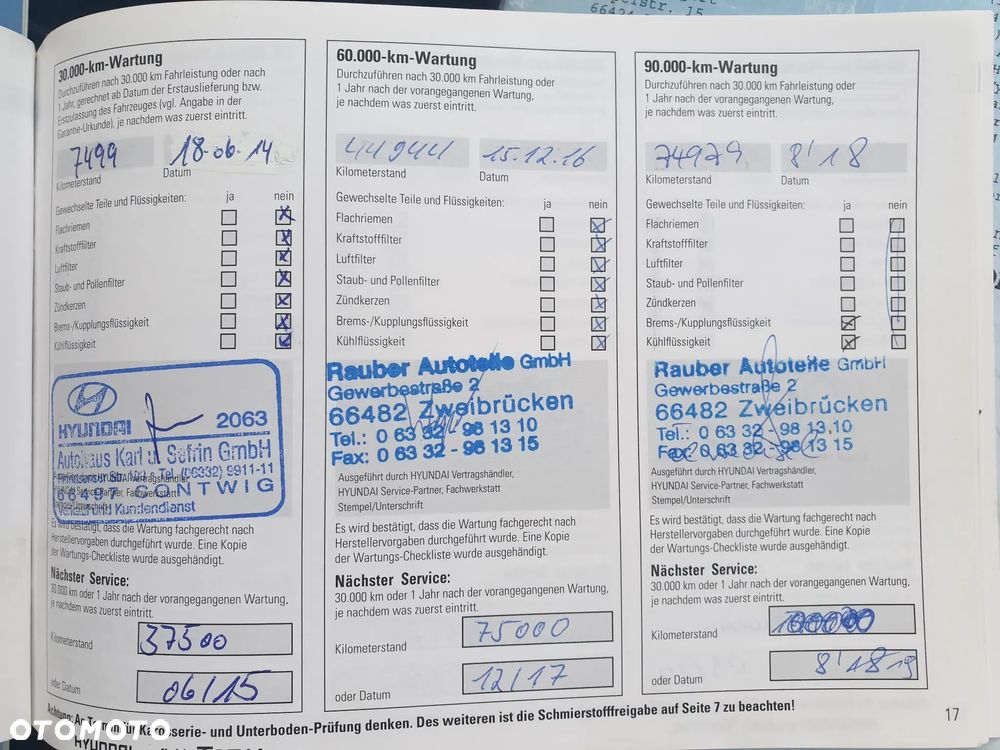 30.000-km-Wartung
Durchzuführen nach 30.000 km Fahrleistung oder nach
1 Jahr, gerechnet ab Datum der Erstauslieferung bzw.
Erstzulassung des Fahrzeuges (vgl. Angabe in der
Garantie-Urkunde), je nachdem was zuerst eintritt.
7499 18-06-14
Kilometerstand Datum
Gewechselte Teile und Flüssigkeiten: ja nein
Flachriemen
Kraftstofffilter
Luftfilter
Staub- und Pollenfilter
Zündkerzen
Brems-/Kupplungsflüssigkeit
Kühlflüssigkeit
HYUNDAI 2063
Autohaus Karl u. Sefrin GmbH
Tel. (06332) 9911-11
66497 CONTWIG
Verkauf und Kundendienst
Es wird bestätigt, dass die Wartung fachgerecht nach
Herstellervorgaben durchgeführt wurde. Eine Kopie
der Wartungs-Checkliste wurde ausgehändigt.
Nächster Service:
30.000 km oder 1 Jahr nach der vorangegangenen Wartung,
je nachdem was zuerst eintritt.
Kilometerstand 37500
oder Datum 06/15
60.000-km-Wartung
Durchzuführen nach 30.000 km Fahrleistung oder
1 Jahr nach der vorangegangenen Wartung,
je nachdem was zuerst eintritt.
44944 15.12.16
Kilometerstand Datum
Gewechselte Teile und Flüssigkeiten: ja nein
Flachriemen
Kraftstofffilter
Luftfilter
Staub- und Pollenfilter
Zündkerzen
Brems-/Kupplungsflüssigkeit
Kühlflüssigkeit
Rauber Autoteile GmbH
Gewerbestraße 2
66482 Zweibrücken
Tel.: 0 63 32 - 98 13 10
Fax: 0 63 32 - 98 13 15
Ausgeführt durch HYUNDAI Vertragshändler,
HYUNDAI Service-Partner, Fachwerkstatt
Stempel/Unterschrift
Es wird bestätigt, dass die Wartung fachgerecht nach
Herstellervorgaben durchgeführt wurde. Eine Kopie
der Wartungs-Checkliste wurde ausgehändigt.
Nächster Service:
30.000 km oder 1 Jahr nach der vorangegangenen Wartung,
je nachdem was zuerst eintritt.
Kilometerstand 75000
oder Datum 12/17
90.000-km-Wartung
Durchzuführen nach 30.000 km Fahrleistung oder
1 Jahr nach der vorangegangenen Wartung,
je nachdem was zuerst eintritt.
74979 8'18
Kilometerstand Datum
Gewechselte Teile und Flüssigkeiten: ja nein
Flachriemen
Kraftstofffilter
Luftfilter
Staub- und Pollenfilter
Zündkerzen
Brems-/Kupplungsflüssigkeit
Kühlflüssigkeit
Rauber Autoteile GmbH
Gewerbestraße 2
66482 Zweibrücken
Tel.: 0 63 32 - 98 13 10
Fax: 0 63 32 - 98 13 15
Ausgeführt durch HYUNDAI Vertragshändler,
HYUNDAI Service-Partner, Fachwerkstatt
Stempel/Unterschrift
Es wird bestätigt, dass die Wartung fachgerecht nach
Herstellervorgaben durchgeführt wurde. Eine Kopie
der Wartungs-Checkliste wurde ausgehändigt.
Nächster Service:
30.000 km oder 1 Jahr nach der vorangegangenen Wartung,
je nachdem was zuerst eintritt.
Kilometerstand
oder Datum 8'18 19
Karosserie- und Unterboden-Prüfung denken. Des weiteren ist die Schmierstofffreigabe auf Seite 7 zu beachten!
17
OTOMOTO